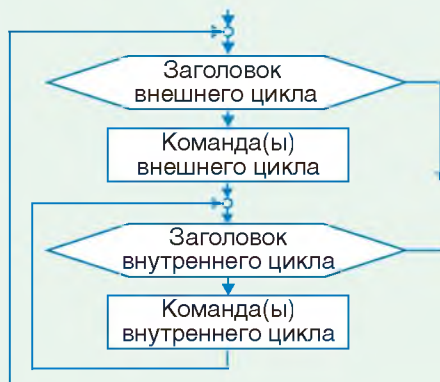 Заголовок
внешнего цикла
Команда(ы)
внешнего цикла
Заголовок
внутреннего цикла
Команда(ы)
внутреннего цикла